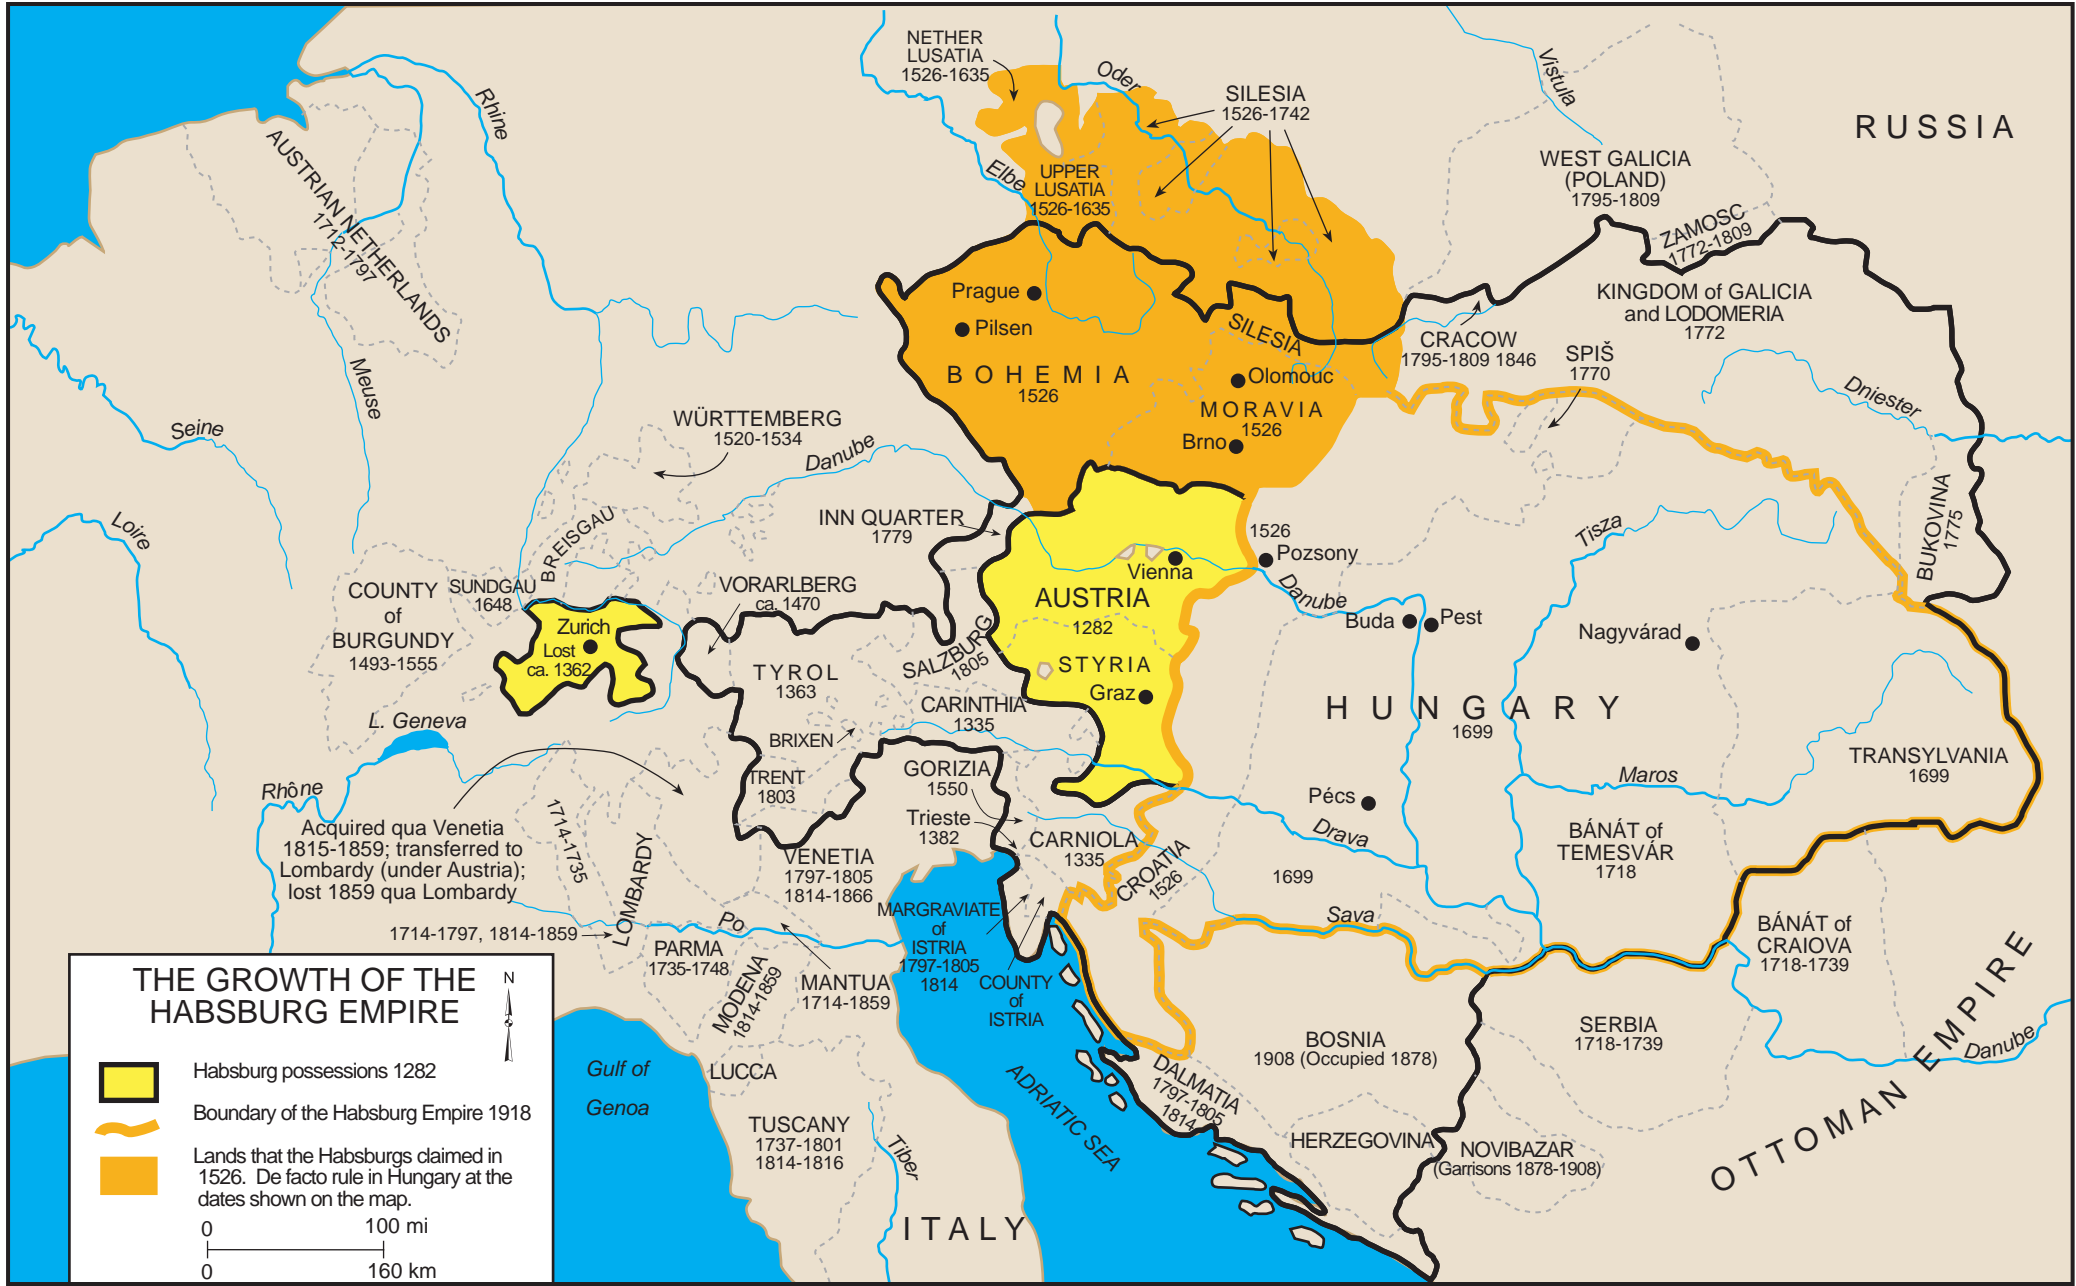 NETHER
LUSATIA
1526-1635
Oder
SILESIA
1526-1742
Vistula
RUSSIA
Rhine
AUSTRIAN NETHERLANDS
1712-1797
Elbe
UPPER
LUSATIA
1526-1635
WEST GALICIA
(POLAND)
1795-1809
ZAMOSC
1772-1809
Prague
Pilsen
BOHEMIA
1526
SILESIA
Olomouc
MORAVIA
1526
Brno
CRACOW
1795-1809 1846
KINGDOM of GALICIA
and LODOMERIA
1772
SPIŠ
1770
Dniester
Meuse
Seine
WÜRTTEMBERG
1520-1534
Danube
Loire
INN QUARTER
1779
BREISGAU
1526
Pozsony
Tisza
BUKOVINA
1775
COUNTY
of
BURGUNDY
1493-1555
SUNDGAU
1648
Zurich
Lost
ca. 1362
VORARLBERG
ca. 1470
Vienna
AUSTRIA
1282
Danube
Buda
Pest
Nagyvárad
TYROL
1363
SALZBURG
1805
STYRIA
Graz
CARINTHIA
1335
HUNGARY
1699
L. Geneva
BRIXEN
TRENT
1803
GORIZIA
1550
Trieste
1382
TRANSYLVANIA
1699
Maros
Rhône
Pécs
Drava
Acquired qua Venetia
1815-1859; transferred to
Lombardy (under Austria);
lost 1859 qua Lombardy
1714-1735
LOMBARDY
1714-1797, 1814-1859
VENETIA
1797-1805
1814-1866
CARNIOLA
1335
CROATIA
1526
1699
Sava
BÁNÁT of
TEMESVÁR
1718
Po
PARMA
1735-1748
MODENA
1814-1859
MANTUA
1714-1859
MARGRAVIATE
of
ISTRIA
1797-1805
1814
COUNTY
of
ISTRIA
BÁNÁT of
CRAIOVA
1718-1739
BOSNIA
1908 (Occupied 1878)
SERBIA
1718-1739
Danube
OTTOMAN EMPIRE
Gulf of
Genoa
LUCCA
TUSCANY
1737-1801
1814-1816
Tiber
ITALY
ADRIATIC SEA
DALMATIA
1797-1805
1814
HERZEGOVINA
NOVIBAZAR
(Garrisons 1878-1908)
THE GROWTH OF THE
HABSBURG EMPIRE
N
Habsburg possessions 1282
Boundary of the Habsburg Empire 1918
Lands that the Habsburgs claimed in
1526. De facto rule in Hungary at the
dates shown on the map.
0 100 mi
0 160 km